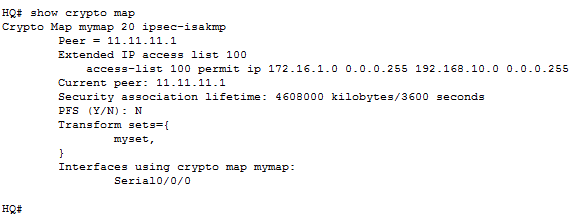 HQ# show crypto map
Crypto Map mymap 20 ipsec-isakmp
Peer = 11.11.11.1
Extended IP access list 100
access-list 100 permit ip 172.16.1.0 0.0.0.255 192.168.10.0 0.0.0.255
Current peer: 11.11.11.1
Security association lifetime: 4608000 kilobytes/3600 seconds
PFS (Y/N): N
Transform sets={
myset,
}
Interfaces using crypto map mymap:
Serial0/0/0
HQ#